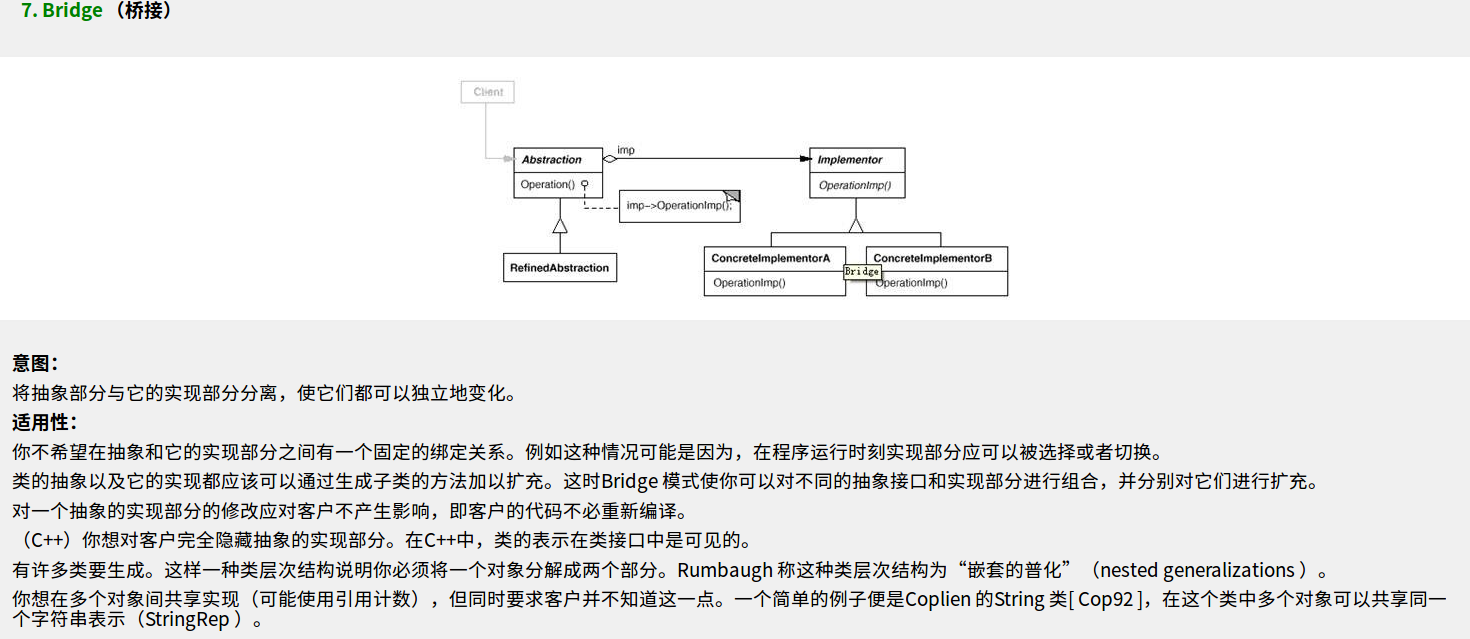 7. Bridge （桥接）
Client
imp
Abstraction
Implementor
Operation()
OperationImp()
imp->OperationImp();
RefinedAbstraction
ConcreteImplementorA
ConcreteImplementorB
Bridge
OperationImp()
OperationImp()
意图：
将抽象部分与它的实现部分分离，使它们都可以独立地变化。
适用性：
你不希望在抽象和它的实现部分之间有一个固定的绑定关系。例如这种情况可能是因为，在程序运行时刻实现部分应可以被选择或者切换。
类的抽象以及它的实现都应该可以通过生成子类的方法加以扩充。这时Bridge 模式使你可以对不同的抽象接口和实现部分进行组合，并分别对它们进行扩充。
对一个抽象的实现部分的修改应对客户不产生影响，即客户的代码不必重新编译。
（C++）你想对客户完全隐藏抽象的实现部分。在C++中，类的表示在类接口中是可见的。
有许多类要生成。这样一种类层次结构说明你必须将一个对象分解成两个部分。Rumbaugh 称这种类层次结构为“嵌套的普化”（nested generalizations ）。
你想在多个对象间共享实现（可能使用引用计数），但同时要求客户并不知道这一点。一个简单的例子便是Coplien 的String 类[ Cop92 ]，在这个类中多个对象可以共享同一
个字符串表示（StringRep ）。